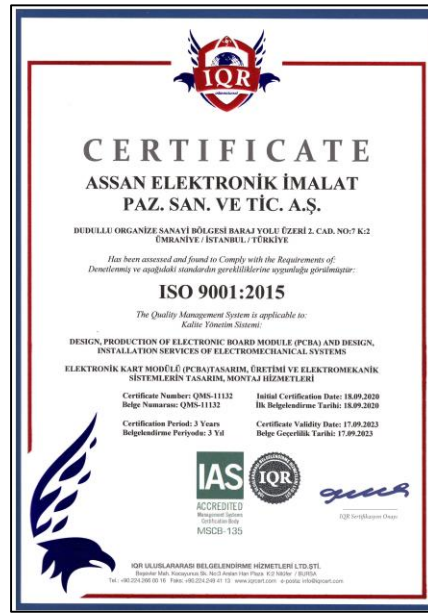 IQR
CERTIFICATE
ASSAN ELEKTRONİK İMALAT
PAZ. SAN. VE TİC. A.Ş.
DUDULLU ORGANİZE SANAYİ BÖLGESİ BARAJ YOLU ÜZERİ 2. CAD. NO:7 K:2
ÜMRANİYE / İSTANBUL / TÜRKİYE
Has been assessed and found to Comply with the Requirements of:
Denetlenmiş ve aşağıdaki standardın gerekliliklerine uygunluğu görülmüştür:
ISO 9001:2015
The Quality Management System is applicable to:
Kalite Yönetim Sistemi:
DESIGN, PRODUCTION OF ELECTRONIC BOARD MODULE (PCBA) AND DESIGN,
INSTALLATION SERVICES OF ELECTROMECHANICAL SYSTEMS
ELEKTRONİK KART MODÜLÜ (PCBA)TASARIM, ÜRETİMİ VE ELEKTROMEKANİK
SİSTEMLERİN TASARIM, MONTAJ HİZMETLERİ
Certificate Number: QMS-11132 Initial Certification Date: 18.09.2020
Belge Numarası: QMS-11132 İlk Belgelendirme Tarihi: 18.09.2020
Certification Period: 3 Years Certificate Validity Date: 17.09.2023
Belgelendirme Periyodu: 3 Yıl Belge Geçerlilik Tarihi: 17.09.2023
IAS
ACCREDITED
Management Systems
Certification Body
MSCB-135
IQR
IQR Sertifikasyon Onayı
IQR ULUSLARARASI BELGELENDİRME HİZMETLERİ LTD.ŞTİ.